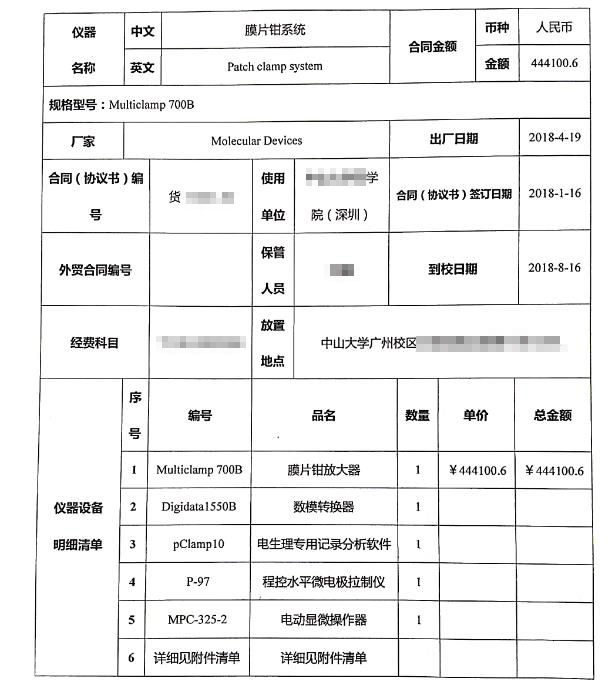 仪器 中文 膜片钳系统 合同金额 币种 人民币
名称 英文 Patch clamp system 金额 444100.6
规格型号：Multiclamp 700B
厂家 Molecular Devices 出厂日期 2018-4-19
合同（协议书）编 使用 学 合同（协议书）签订日期 2018-1-16
号 货 单位 院（深圳）
外贸合同编号 保管 到校日期 2018-8-16
人员
经费科目 放置 中山大学广州校区
地点
序 编号 品名 数量 单价 总金额
号
仪器设备
明细清单
1 Multiclamp 700B 膜片钳放大器 1 ￥444100.6 ￥444100.6
2 Digidata1550B 数模转换器 1
3 pClamp10 电生理专用记录分析软件 1
4 P-97 程控水平微电极拉制仪 1
5 MPC-325-2 电动显微操作器 1
6 详细见附件清单 详细见附件清单